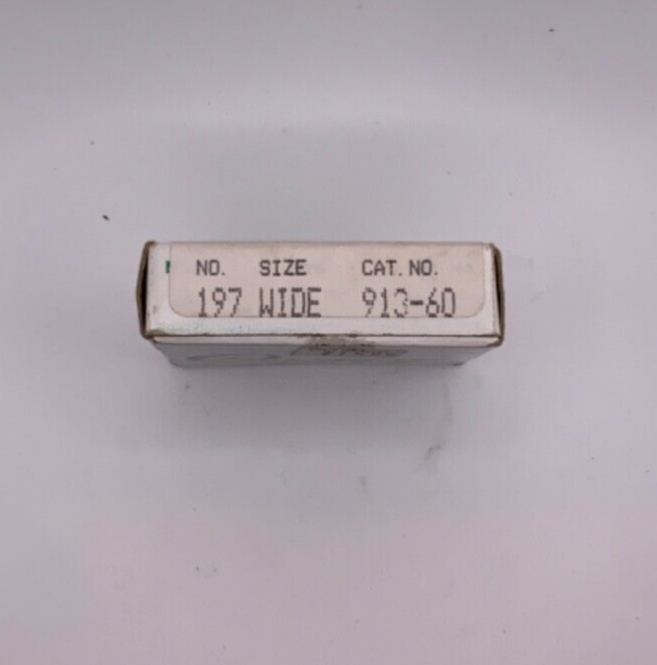 NO. SIZE CAT. NO.
197 WIDE 913-60